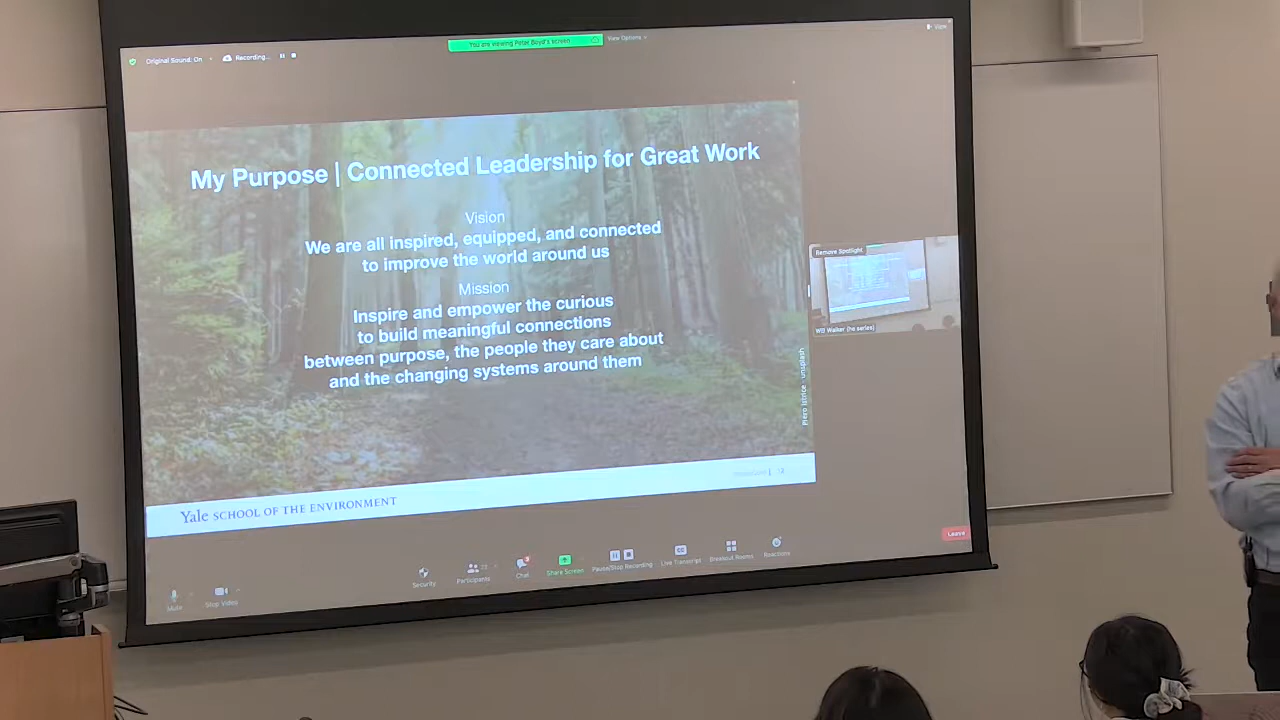 You are viewing Peter Boyd's screen
View Options
View
Original Sound: On
Recording...
My Purpose | Connected Leadership for Great Work
Vision
We are all inspired, equipped, and connected
to improve the world around us
Mission
Inspire and empower the curious
to build meaningful connections
between purpose, the people they care about
and the changing systems around them
Remove Spotlight
Will Walker (he series)
unsplash
12
Yale SCHOOL OF THE ENVIRONMENT
Leave
Mute
Stop Video
Security
Participants
Chat
Share Screen
Pause/Stop Recording
Live Transcript
Breakout Rooms
Reactions